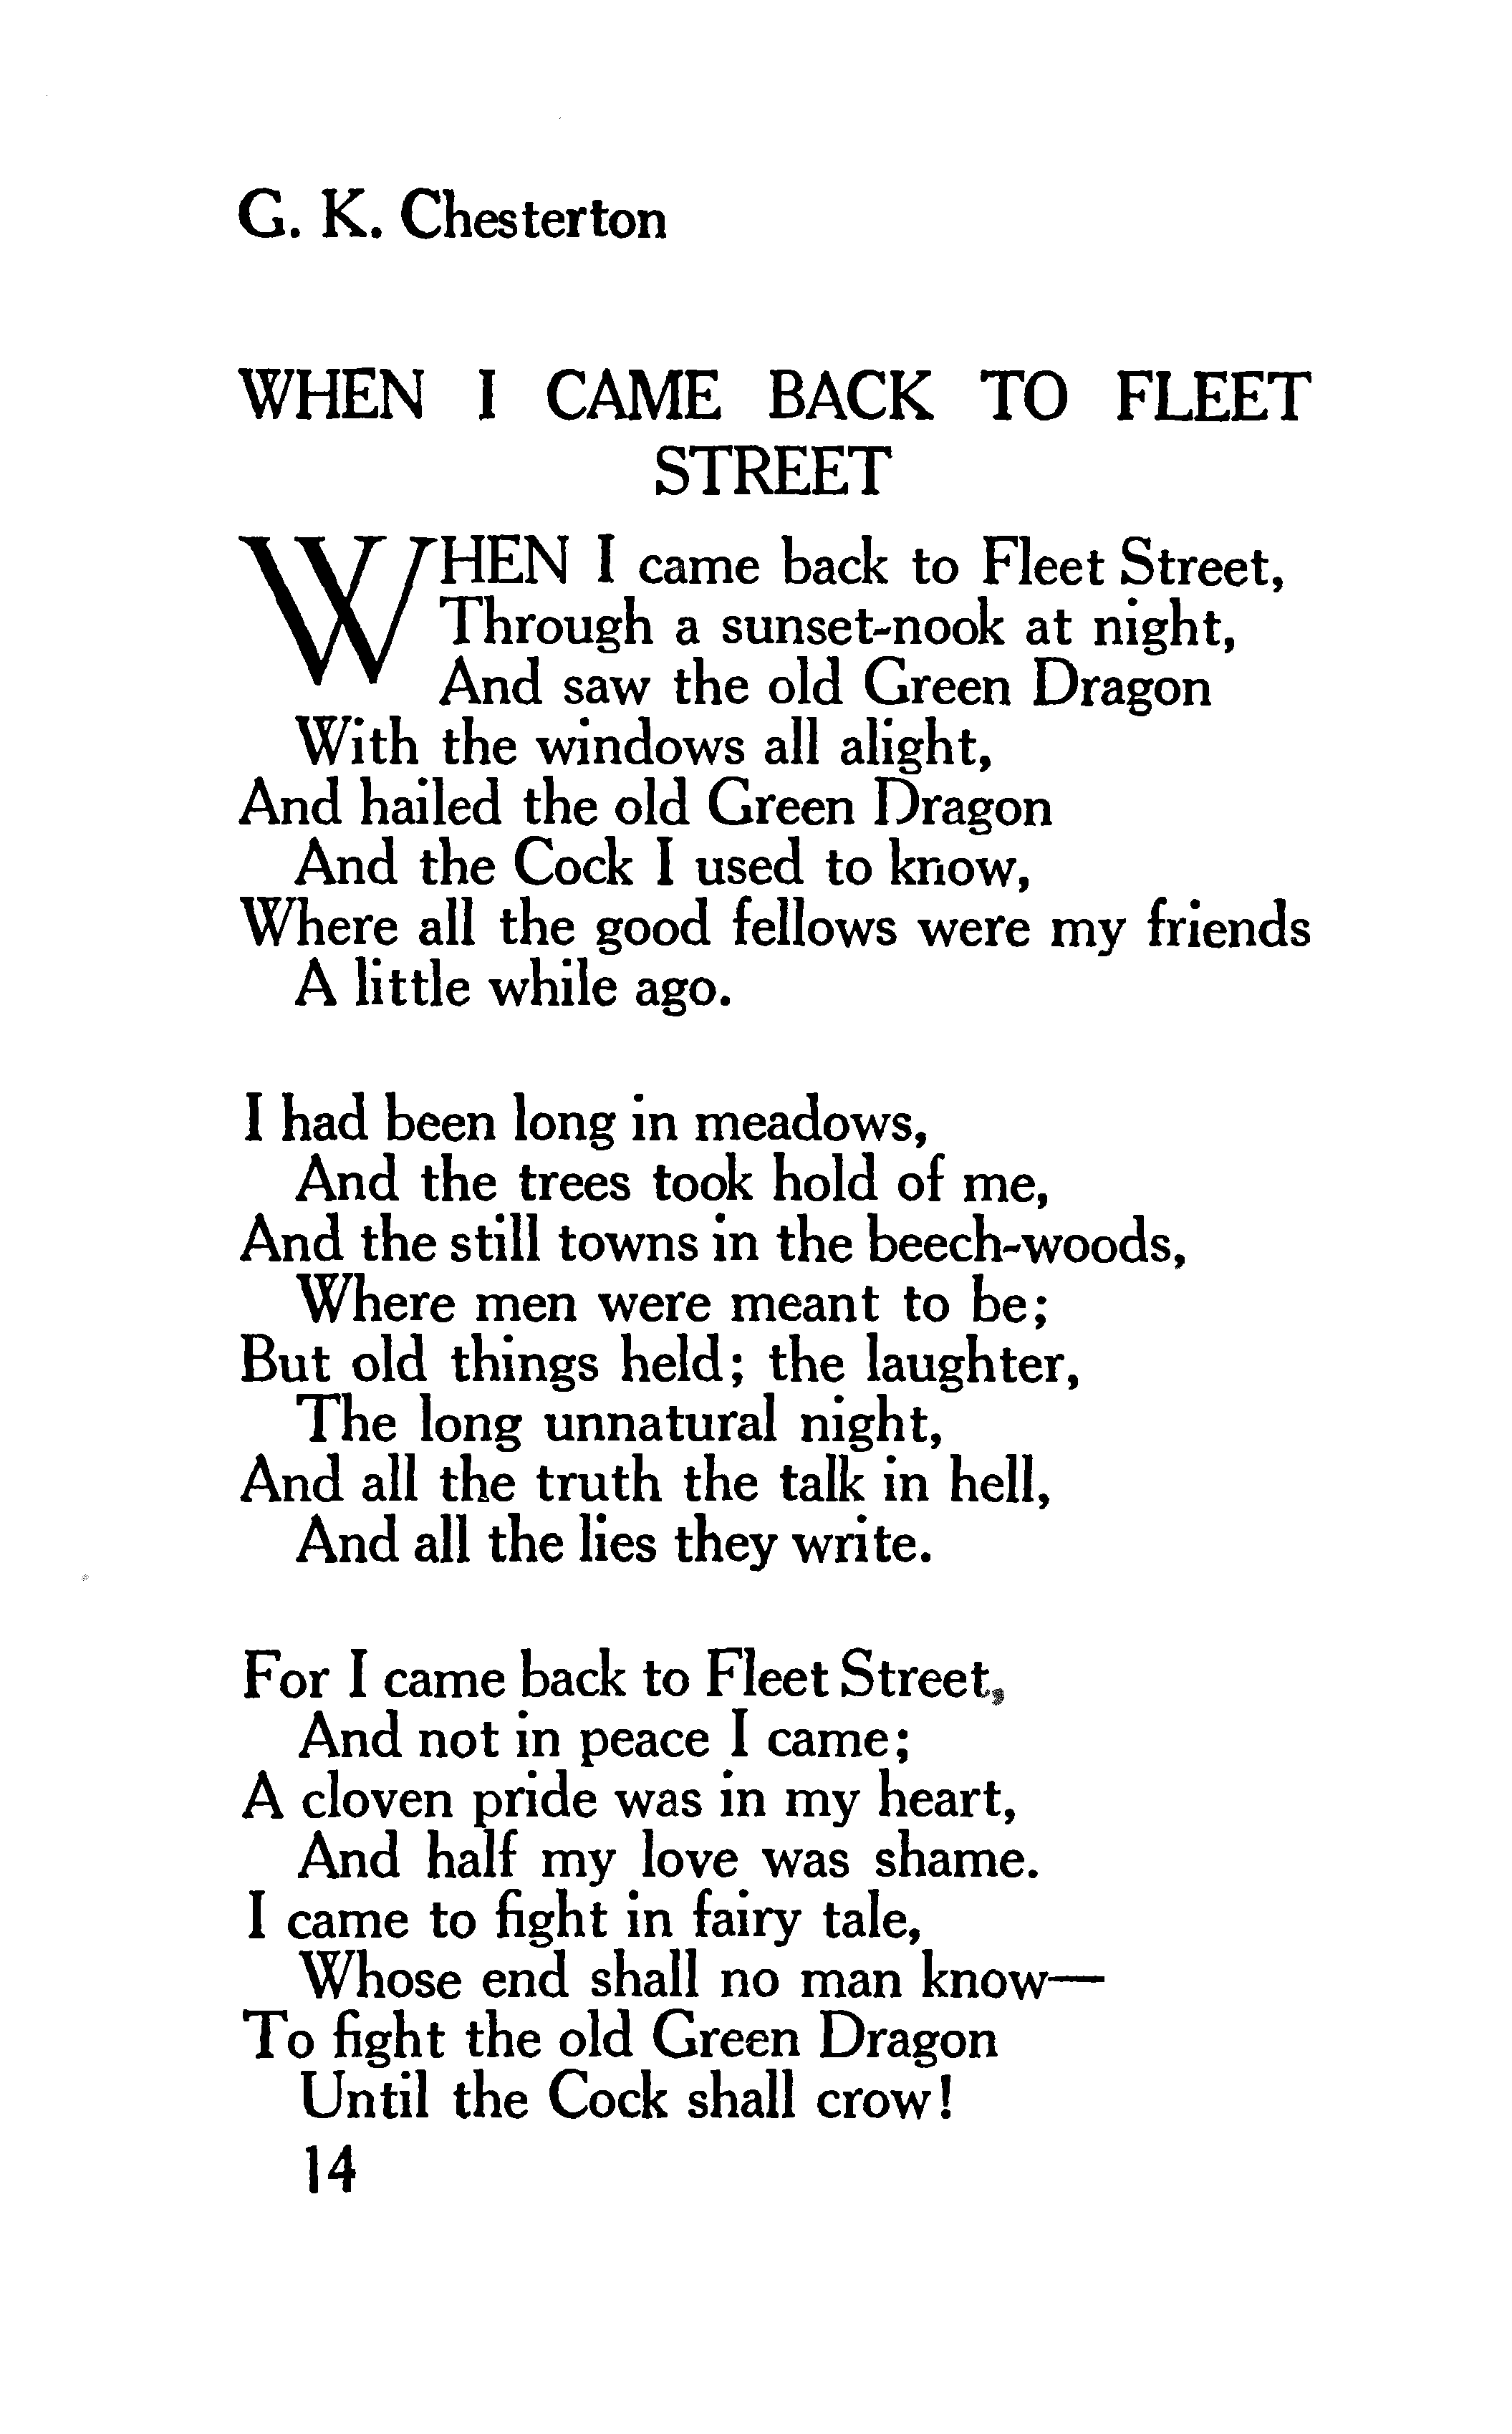 G. K. Chesterton
WHEN I CAME BACK TO FLEET
STREET
WHEN I came back to Fleet Street,
Through a sunset-nook at night,
And saw the old Green Dragon
With the windows all alight,
And hailed the old Green Dragon
And the Cock I used to know,
Where all the good fellows were my friends
A little while ago.

I had been long in meadows,
And the trees took hold of me,
And the still towns in the beech-woods,
Where men were meant to be;
But old things held; the laughter,
The long unnatural night,
And all the truth the talk in hell,
And all the lies they write.

For I came back to Fleet Street,
And not in peace I came;
A cloven pride was in my heart,
And half my love was shame.
I came to fight in fairy tale,
Whose end shall no man know—
To fight the old Green Dragon
Until the Cock shall crow!
14